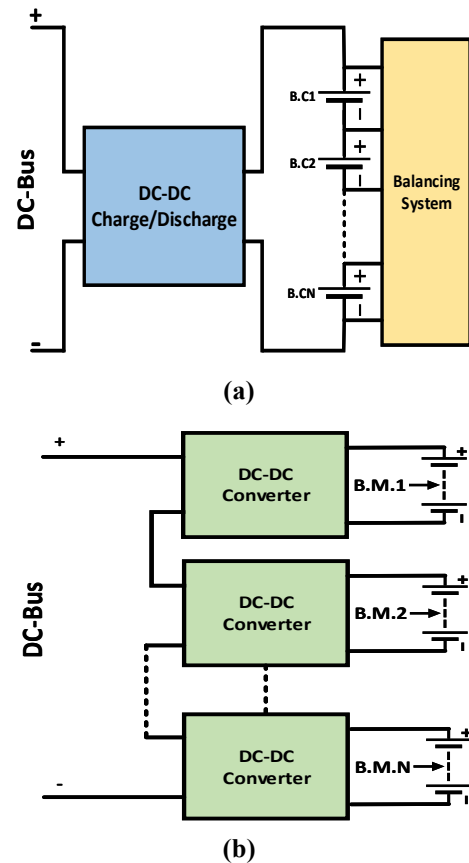 +
DC-Bus
-
DC-DC
Charge/Discharge
B.C1
+
-
B.C2
+
-
B.CN
+
-
Balancing
System
(a)
+
DC-Bus
-
DC-DC
Converter
B.M.1
+
-
DC-DC
Converter
B.M.2
+
-
DC-DC
Converter
B.M.N
+
-
(b)